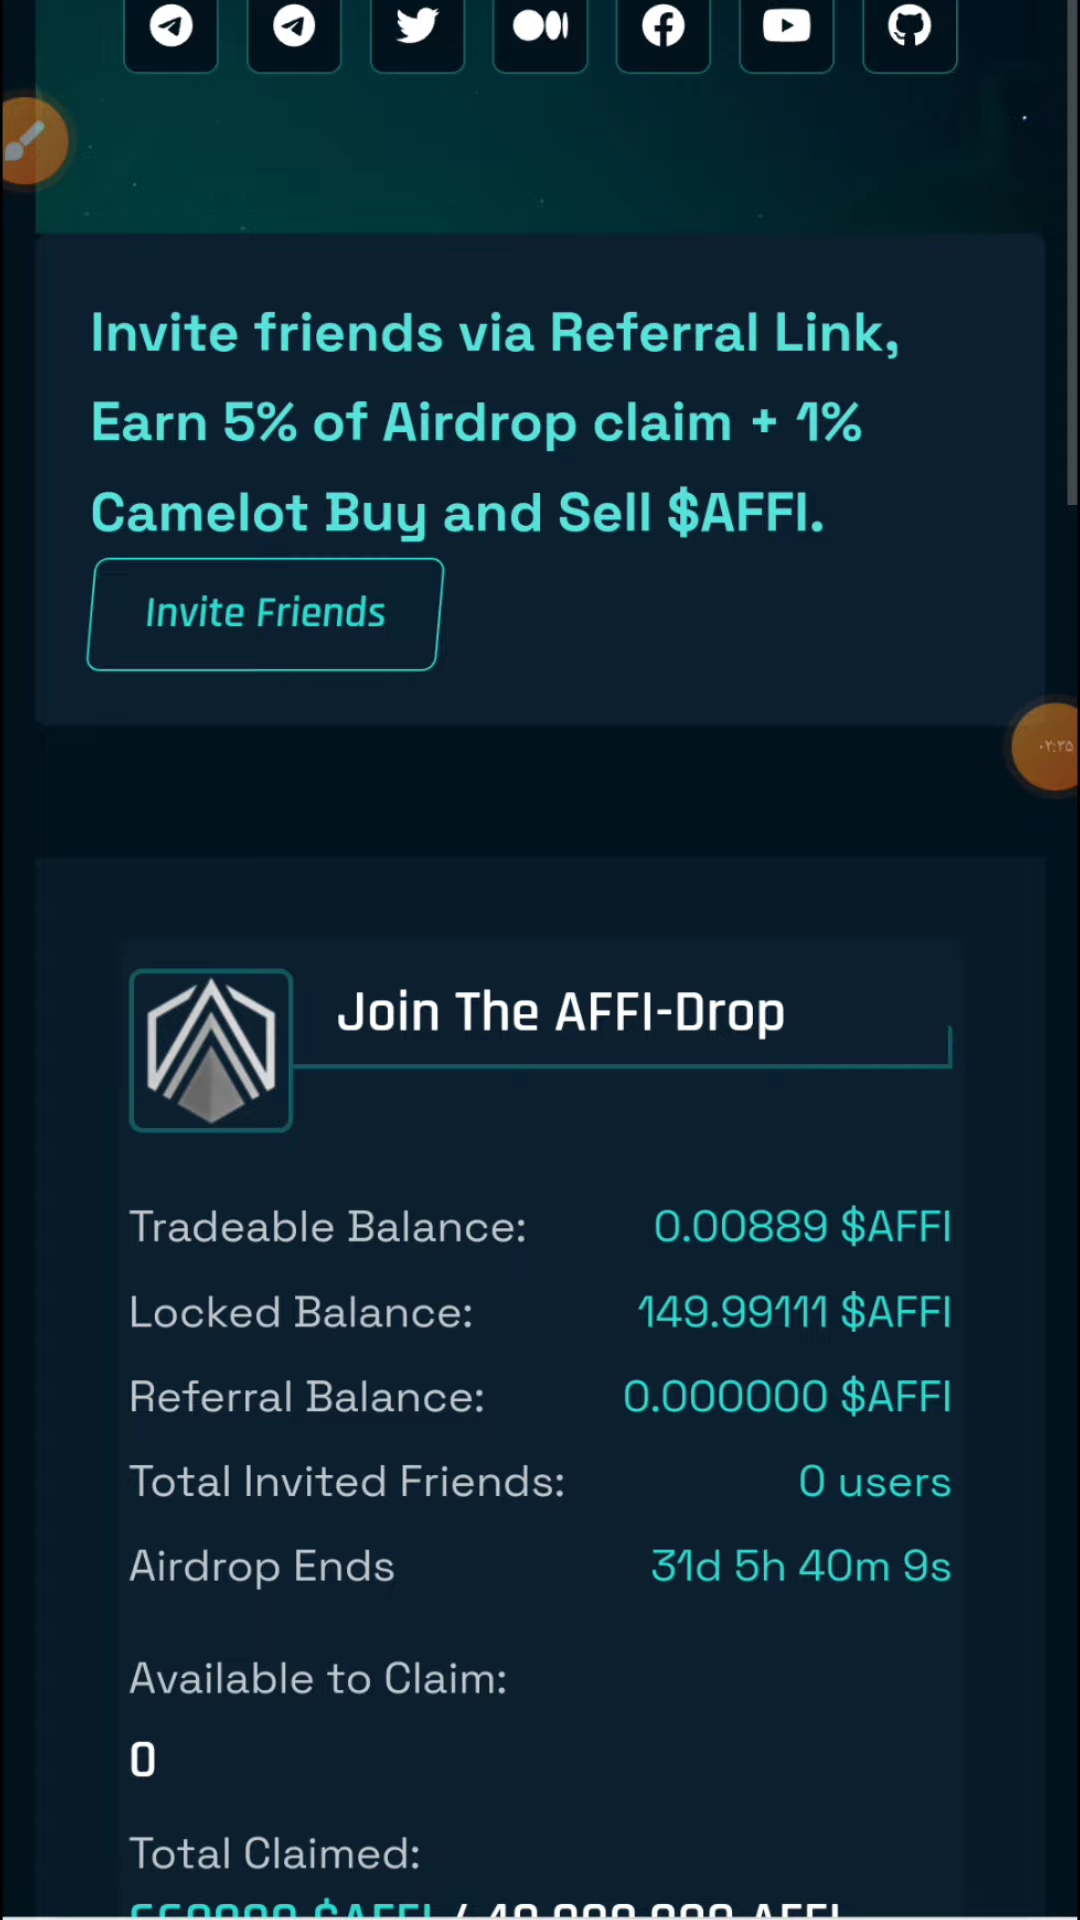 Invite friends via Referral Link,
Earn 5% of Airdrop claim + 1%
Camelot Buy and Sell $AFFI.
Invite Friends
۰۲:۳۵
Join The AFFI-Drop
Tradeable Balance: 0.00889 $AFFI
Locked Balance: 149.99111 $AFFI
Referral Balance: 0.000000 $AFFI
Total Invited Friends: 0 users
Airdrop Ends 31d 5h 40m 9s
Available to Claim:
0
Total Claimed: